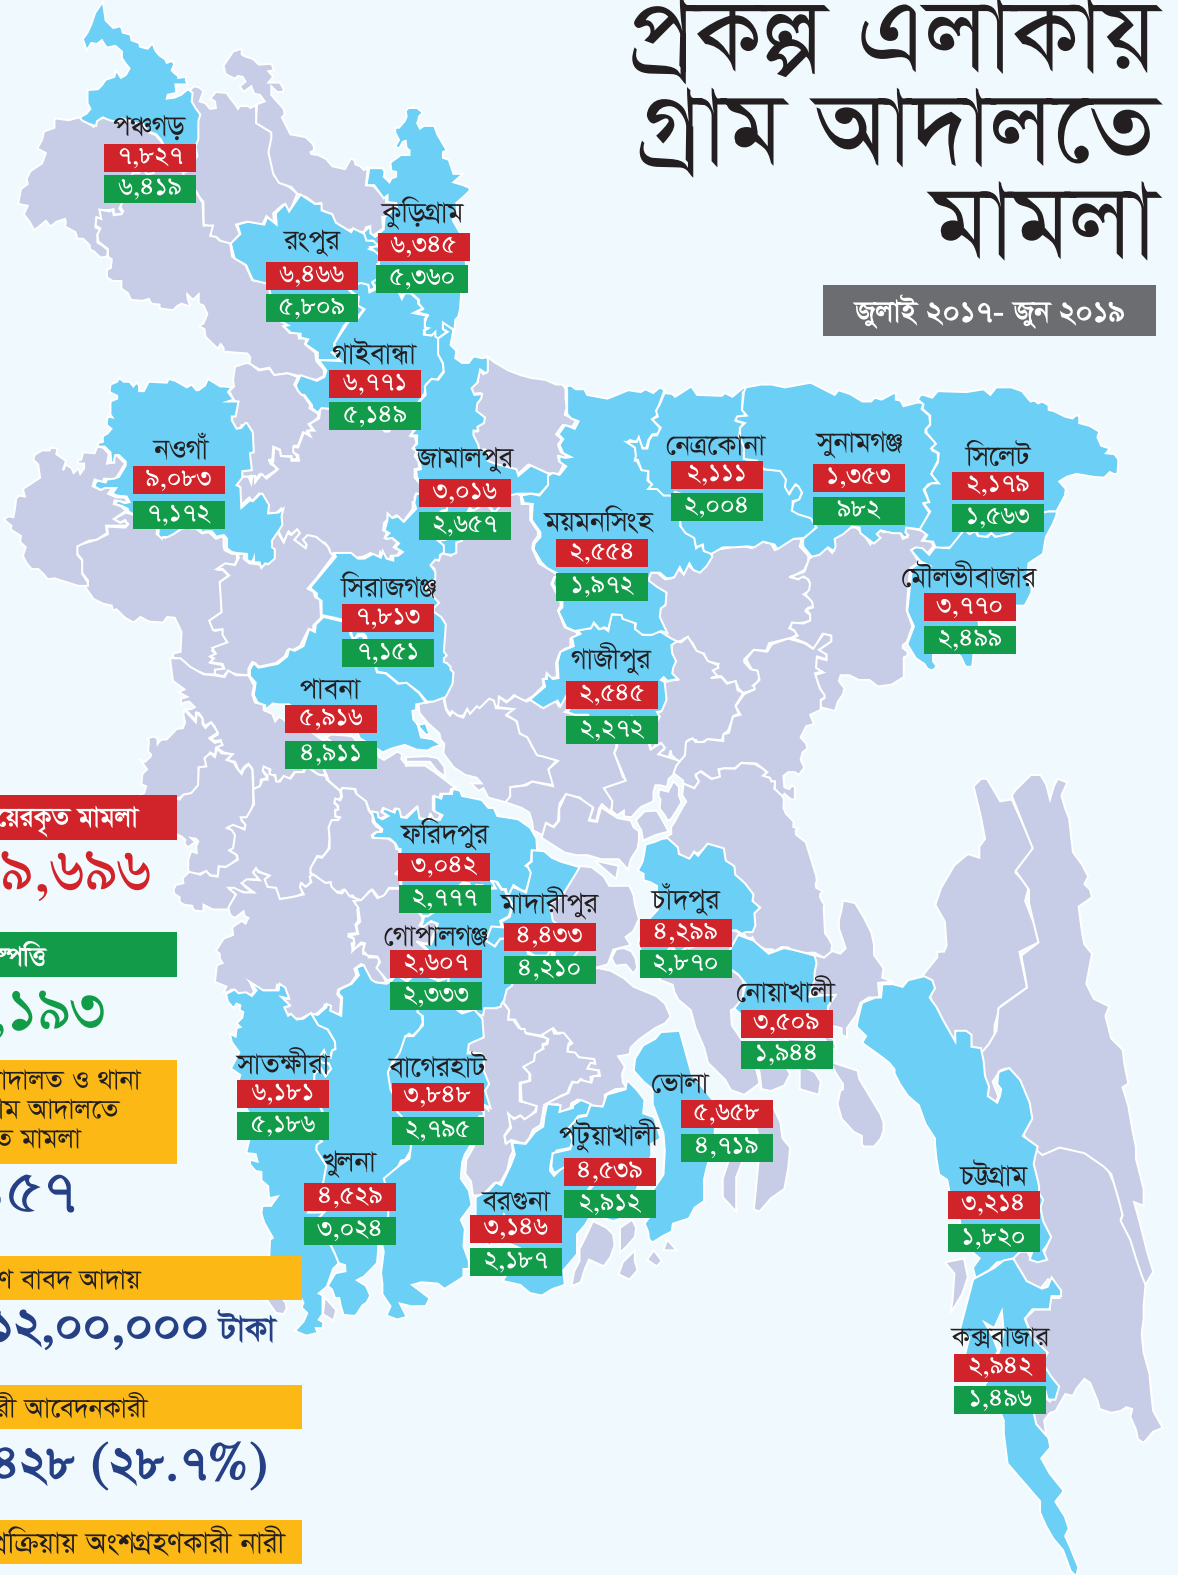 প্রকল্প এলাকায়
গ্রাম আদালতে
মামলা
জুলাই ২০১৭- জুন ২০১৯
পঞ্চগড়
৭,৮২৭
৬,৪১৯
কুড়িগ্রাম
৬,৩৪৫
৫,৩৬০
রংপুর
৬,৪৬৬
৫,৮০৯
গাইবান্ধা
৬,৭৭১
৫,১৪৯
নওগাঁ
৯,০৮৩
৭,১৭২
জামালপুর
৩,০১৬
২,৬৫৭
ময়মনসিংহ
২,৫৫৪
১,৯৭২
নেত্রকোনা
২,১১১
২,০০৪
সুনামগঞ্জ
১,৩৫৩
৯৮২
সিলেট
২,১৭৯
১,৫৬৩
মৌলভীবাজার
৩,৭৭০
২,৪৯৯
সিরাজগঞ্জ
৭,৮১৩
৭,১৫১
গাজীপুর
২,৫৪৫
২,২৭২
পাবনা
৫,৯১৬
৪,৯১১
ফরিদপুর
৩,০৪২
২,৭৭৭
মাদারীপুর
৪,৪৩৩
৪,২১০
গোপালগঞ্জ
২,৬০৭
২,৩৩৩
চাঁদপুর
৪,২৯৯
২,৮৭০
নোয়াখালী
৩,৫০৯
১,৯৪৪
সাতক্ষীরা
৬,১৮১
৫,১৮৬
বাগেরহাট
৩,৮৪৮
২,৭৯৫
ভোলা
৫,৬৫৮
৪,৭১৯
পটুয়াখালী
৪,৫৩৯
২,৯১২
খুলনা
৪,৫২৯
৩,০২৪
বরগুনা
৩,১৪৬
২,১৮৭
চট্টগ্রাম
৩,২১৪
১,৮২০
কক্সবাজার
২,৯৪২
১,৪৯৬
য়েরকৃত মামলা
৯,৬৯৬
স্পত্তি
,১৯৩
াদালত ও থানা
াম আদালতে
ত মামলা
৫৭
ণ বাবদ আদায়
১২,০০,০০০ টাকা
রী আবেদনকারী
৪২৮ (২৮.৭%)
প্রক্রিয়ায় অংশগ্রহণকারী নারী